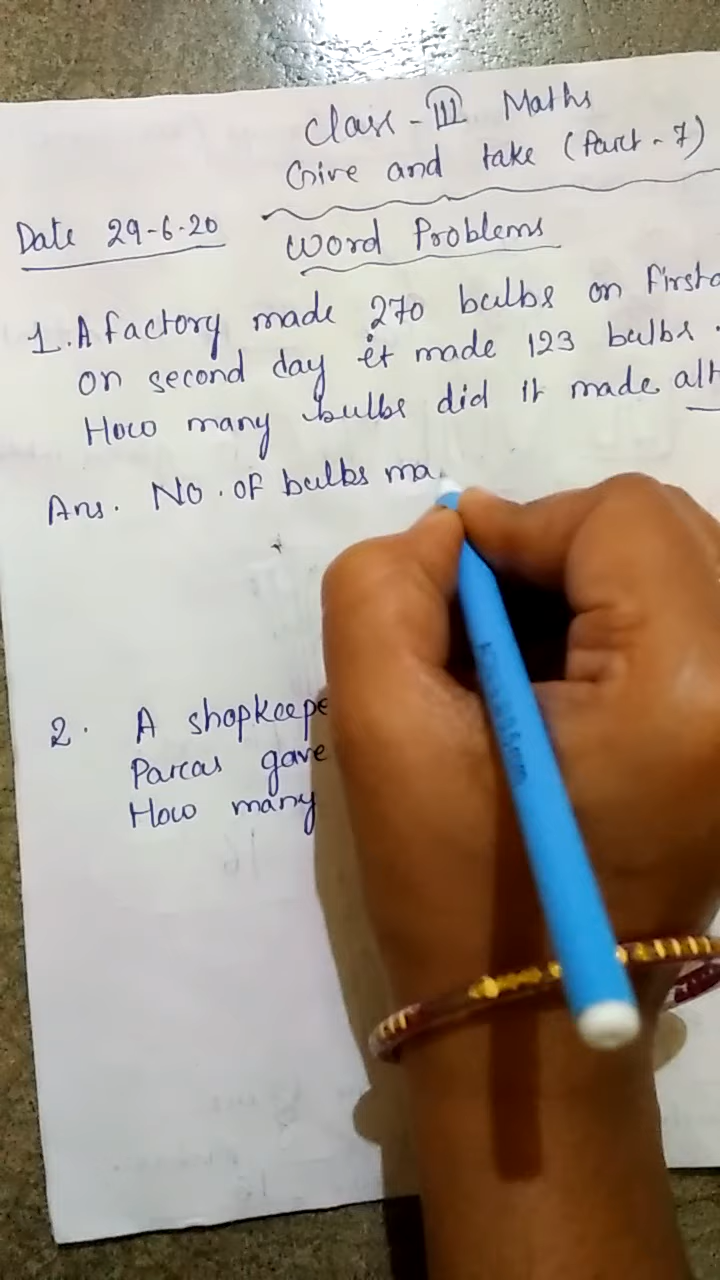 Class - III Maths
Give and take (Part - 7)
Date 29-6-20
Word Problems
1. A factory made 270 bulbs on First
on second day it made 123 bulbs.
How many bulbs did it made alt
Ans. No. of bulbs ma
2. A shopkeepe
Paras gave
How many